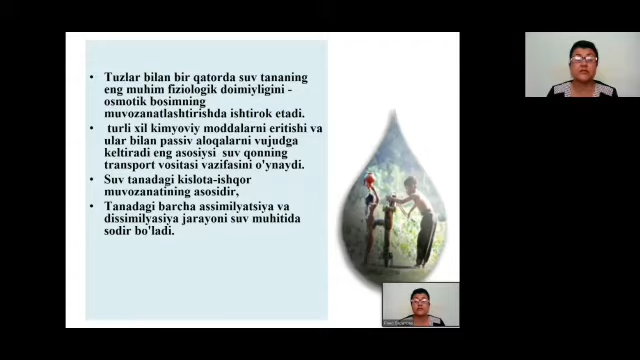 • Tuzlar bilan bir qatorda suv tananing
eng muhim fiziologik doimiyligini -
osmotik bosimning
muvozanatlashtirishda ishtirok etadi.
• turli xil kimyoviy moddalarni eritishi va
ular bilan passiv aloqalarni vujudga
keltiradi eng asosiysi suv qonning
transport vositasi vazifasini o'ynaydi.
• Suv tanadagi kislota-ishqor
muvozanatining asosidir,
• Tanadagi barcha assimilyatsiya va
dissimilyasiya jarayoni suv muhitida
sodir bo'ladi.